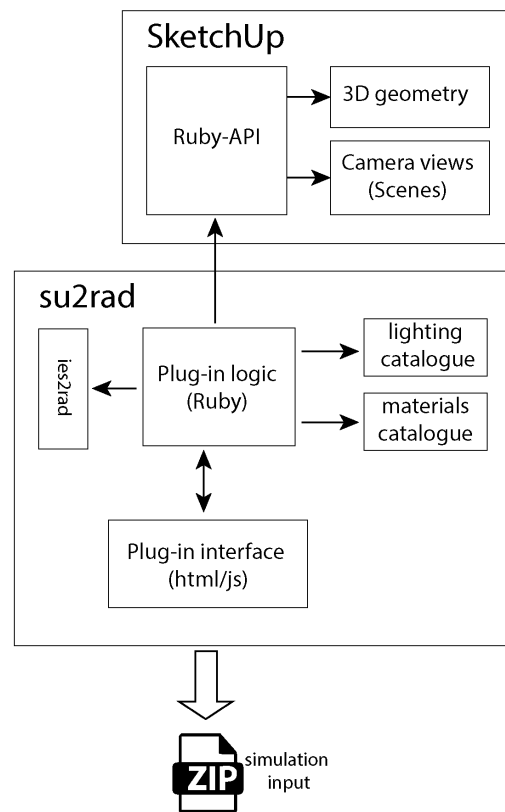 SketchUp
Ruby-API
3D geometry
Camera views
(Scenes)
su2rad
ies2rad
Plug-in logic
(Ruby)
lighting
catalogue
materials
catalogue
Plug-in interface
(html/js)
ZIP
simulation
input